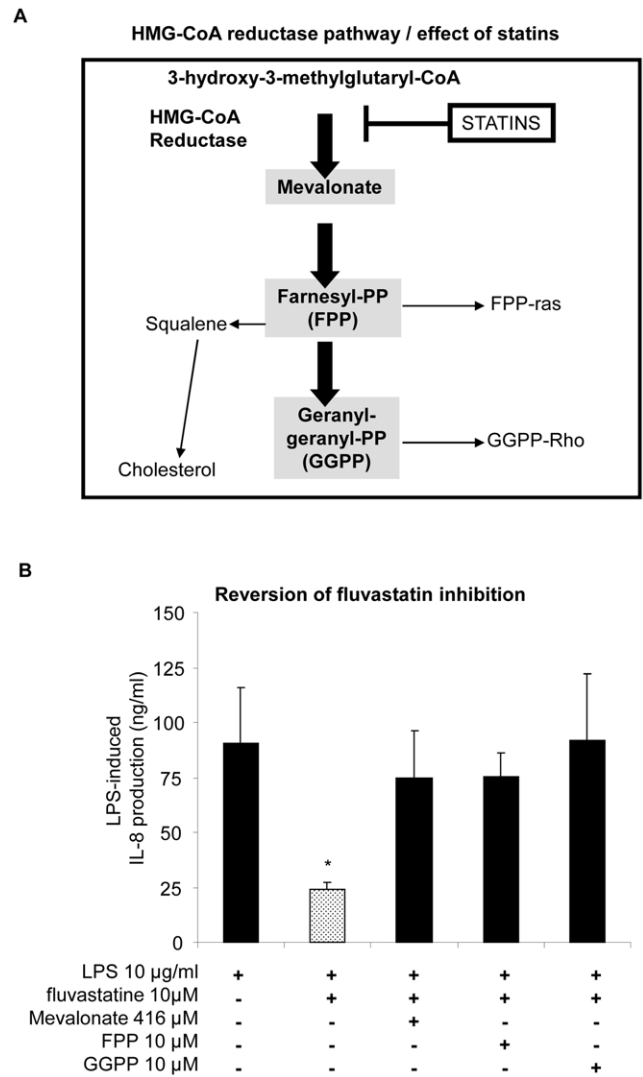 A
HMG-CoA reductase pathway / effect of statins
3-hydroxy-3-methylglutaryl-CoA
HMG-CoA
Reductase
STATINS
Mevalonate
Farnesyl-PP
(FPP)
FPP-ras
Squalene
Geranyl-
geranyl-PP
(GGPP)
GGPP-Rho
Cholesterol
B
Reversion of fluvastatin inhibition
LPS-induced
IL-8 production (ng/ml)
150
125
100
75
50
25
0
*
LPS 10 µg/ml + + + + +
fluvastatine 10µM - + + + +
Mevalonate 416 µM - - + - -
FPP 10 µM - - - + -
GGPP 10 µM - - - - +